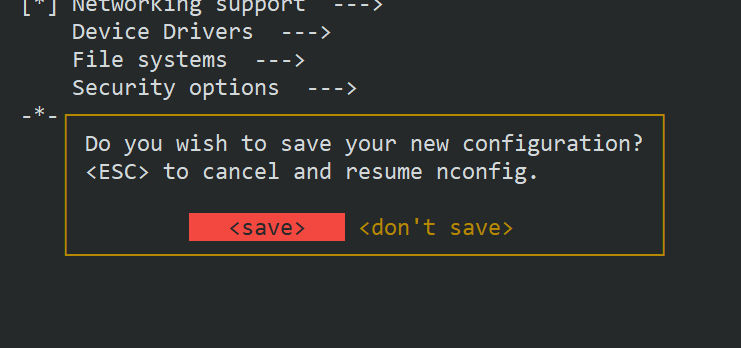 [*] Networking support  --->
Device Drivers  --->
File systems  --->
Security options  --->
-*-
Do you wish to save your new configuration?
<ESC> to cancel and resume nconfig.
<save> <don't save>